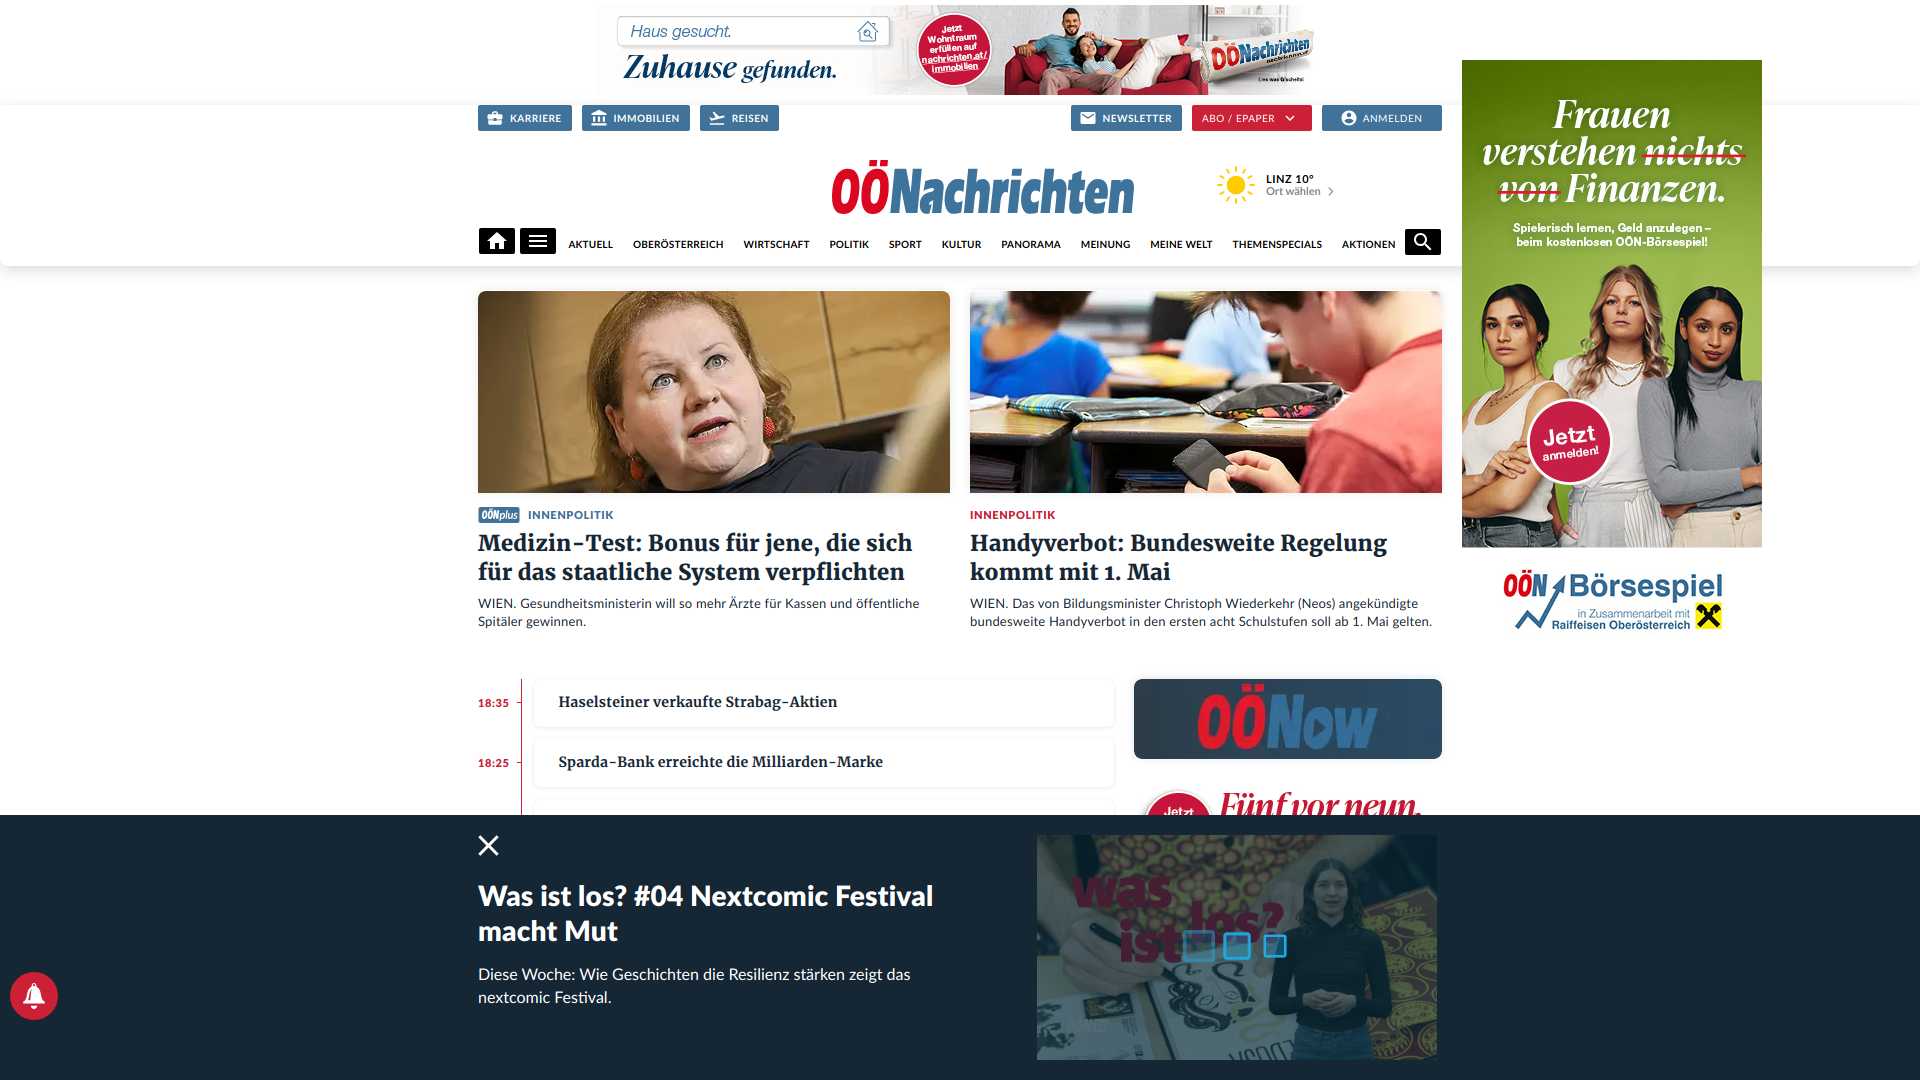 Haus gesucht.
Zuhause gefunden.
Jetzt
Wohntraum
erfüllen auf
nachrichten.at/
immobilien
OÖNachrichten
Lies was Gscheits!
KARRIERE
IMMOBILIEN
REISEN
NEWSLETTER
ABO / EPAPER
ANMELDEN
OÖNachrichten
LINZ 10°
Ort wählen
AKTUELL
OBERÖSTERREICH
WIRTSCHAFT
POLITIK
SPORT
KULTUR
PANORAMA
MEINUNG
MEINE WELT
THEMENSPECIALS
AKTIONEN
Frauen
verstehen nichts
von Finanzen.
Spielerisch lernen, Geld anzulegen –
beim kostenlosen OÖN-Börsespiel!
Jetzt
anmelden!
OÖN Börsespiel
in Zusammenarbeit mit
Raiffeisen Oberösterreich
OÖNplus INNENPOLITIK
Medizin-Test: Bonus für jene, die sich
für das staatliche System verpflichten
WIEN. Gesundheitsministerin will so mehr Ärzte für Kassen und öffentliche
Spitäler gewinnen.
INNENPOLITIK
Handyverbot: Bundesweite Regelung
kommt mit 1. Mai
WIEN. Das von Bildungsminister Christoph Wiederkehr (Neos) angekündigte
bundesweite Handyverbot in den ersten acht Schulstufen soll ab 1. Mai gelten.
18:35
Haselsteiner verkaufte Strabag-Aktien
18:25
Sparda-Bank erreichte die Milliarden-Marke
OÖNow
Jetzt
Fünf vor neun.
Was ist los? #04 Nextcomic Festival
macht Mut
Diese Woche: Wie Geschichten die Resilienz stärken zeigt das
nextcomic Festival.
was
ist los?